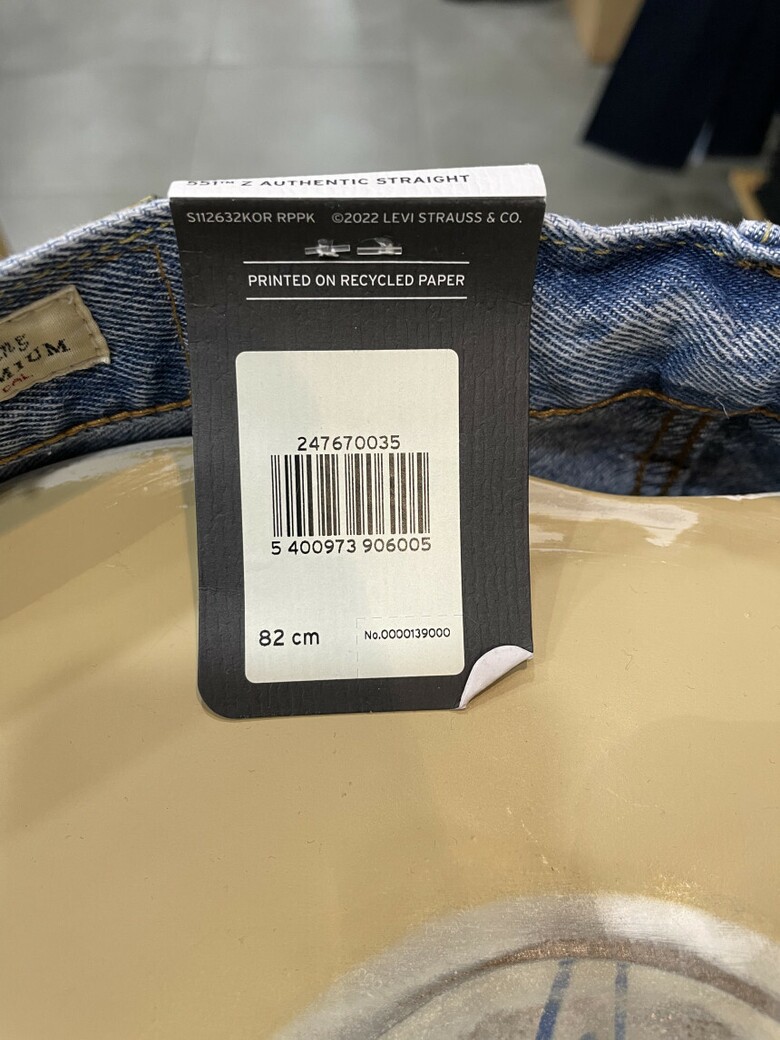 551™ Z AUTHENTIC STRAIGHT
S112632KOR RPPK ©2022 LEVI STRAUSS & CO.
PRINTED ON RECYCLED PAPER
247670035
5 400973 906005
82 cm
No.0000139000